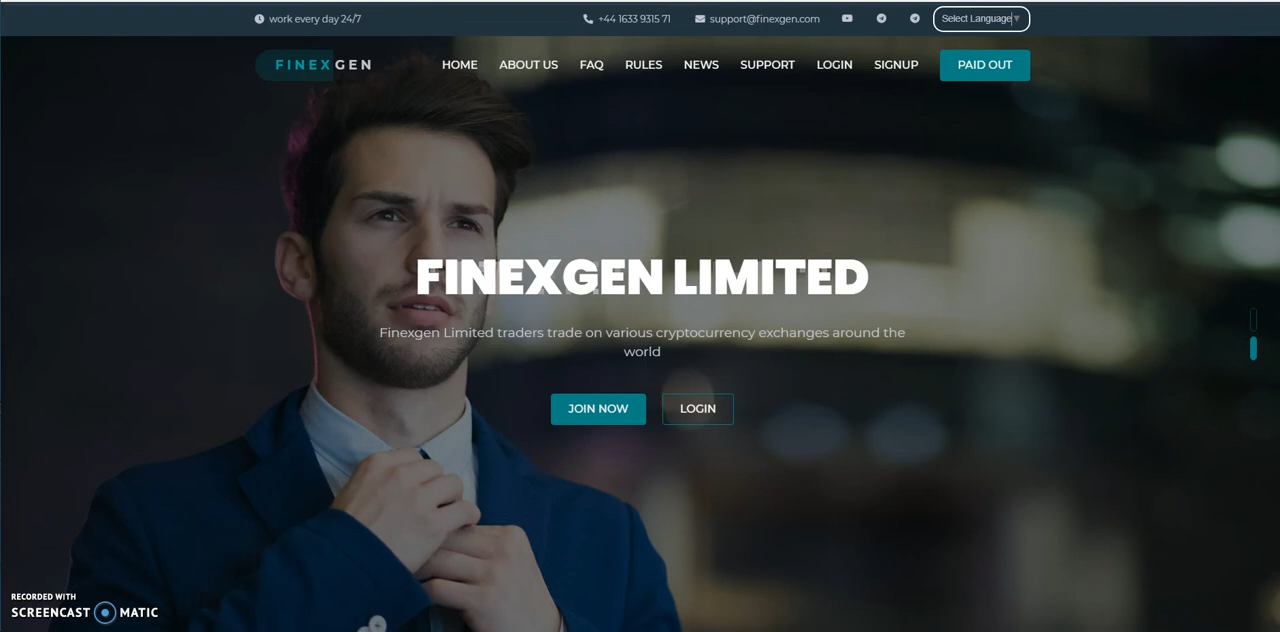 work every day 24/7
+44 1633 9315 71
support@finexgen.com
Select Language▼
FINEXGEN
HOME
ABOUT US
FAQ
RULES
NEWS
SUPPORT
LOGIN
SIGNUP
PAID OUT
FINEXGEN LIMITED
Finexgen Limited traders trade on various cryptocurrency exchanges around the
world
JOIN NOW
LOGIN
RECORDED WITH
SCREENCAST MATIC